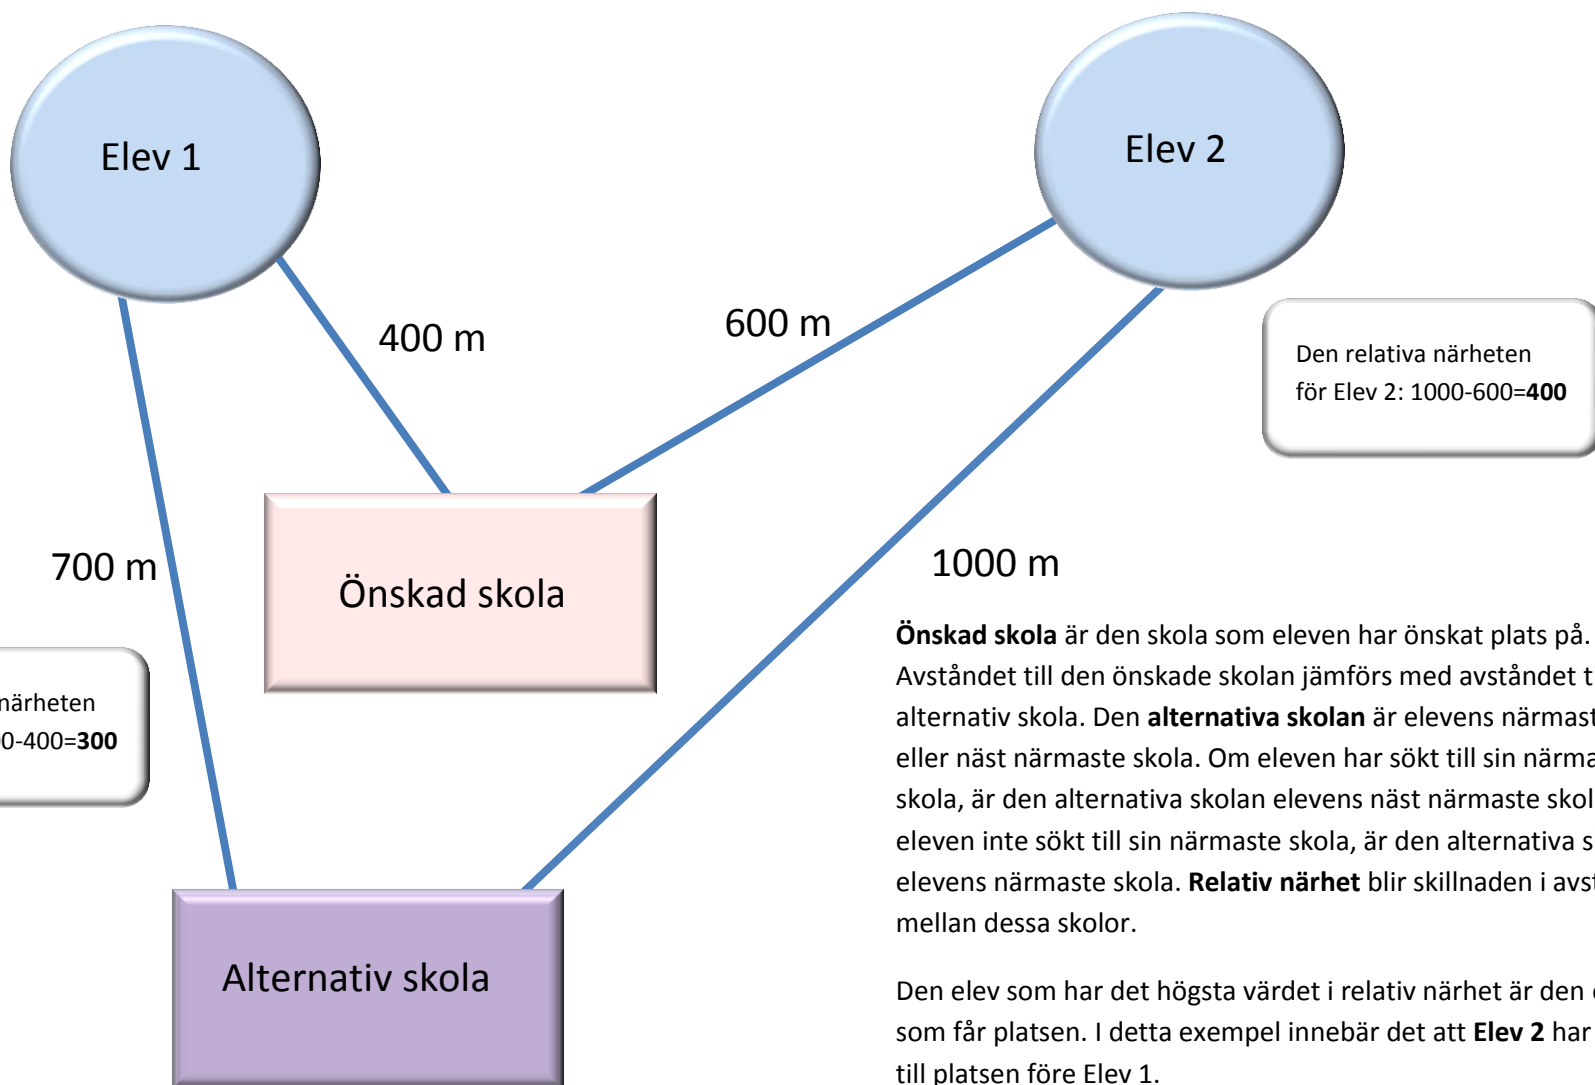 Elev 1
Elev 2
400 m
600 m
Den relativa närheten
för Elev 2: 1000-600=400
700 m
Önskad skola
1000 m
närheten
0-400=300
Önskad skola är den skola som eleven har önskat plats på.
Avståndet till den önskade skolan jämförs med avståndet
alternativ skola. Den alternativa skolan är elevens
eller näst närmaste skola. Om eleven har sökt till sin
skola, är den alternativa skolan elevens näst närmaste
eleven inte sökt till sin närmaste skola, är den alternativa
elevens närmaste skola. Relativ närhet blir skillnaden i
mellan dessa skolor.
Alternativ skola
Den elev som har det högsta värdet i relativ närhet är den
som får platsen. I detta exempel innebär det att Elev 2 har
till platsen före Elev 1.